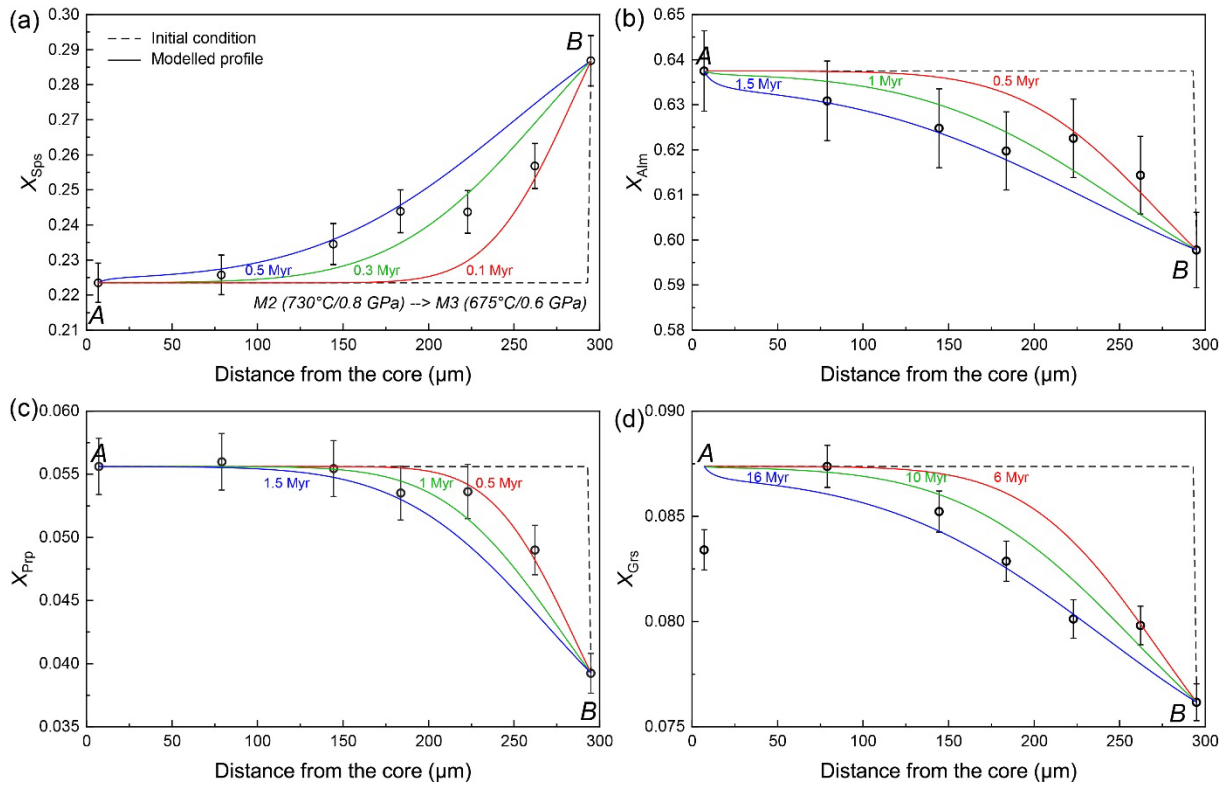 (a)
0.30
0.29
0.28
0.27
0.26
0.25
0.24
0.23
0.22
0.21
X_Sps
Initial condition
Modelled profile
B
0.5 Myr
0.3 Myr
0.1 Myr
A
M2 (730°C/0.8 GPa) --> M3 (675°C/0.6 GPa)
0 50 100 150 200 250 300
Distance from the core (µm)
(b)
0.65
0.64
0.63
0.62
0.61
0.60
0.59
0.58
X_Alm
A
1.5 Myr
1 Myr
0.5 Myr
B
0 50 100 150 200 250 300
Distance from the core (µm)
(c)
0.060
0.055
0.050
0.045
0.040
0.035
X_Prp
A
1.5 Myr
1 Myr
0.5 Myr
B
0 50 100 150 200 250 300
Distance from the core (µm)
(d)
0.090
0.085
0.080
0.075
X_Grs
A
16 Myr
10 Myr
6 Myr
B
0 50 100 150 200 250 300
Distance from the core (µm)